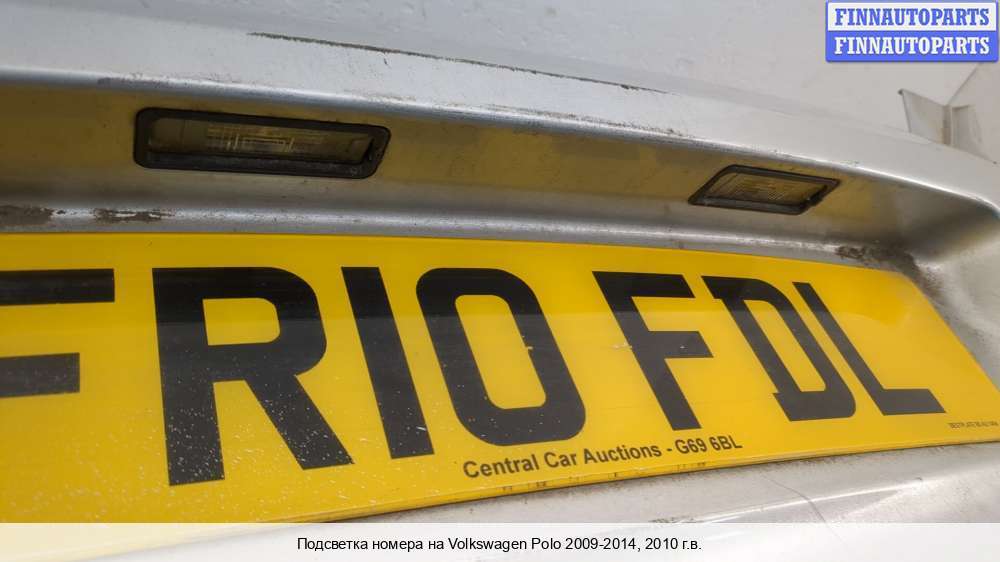 FINNAUTOPARTS
FINNAUTOPARTS
FR10 FDL
Central Car Auctions - G69 6BL
Подсветка номера на Volkswagen Polo 2009-2014, 2010 г.в.